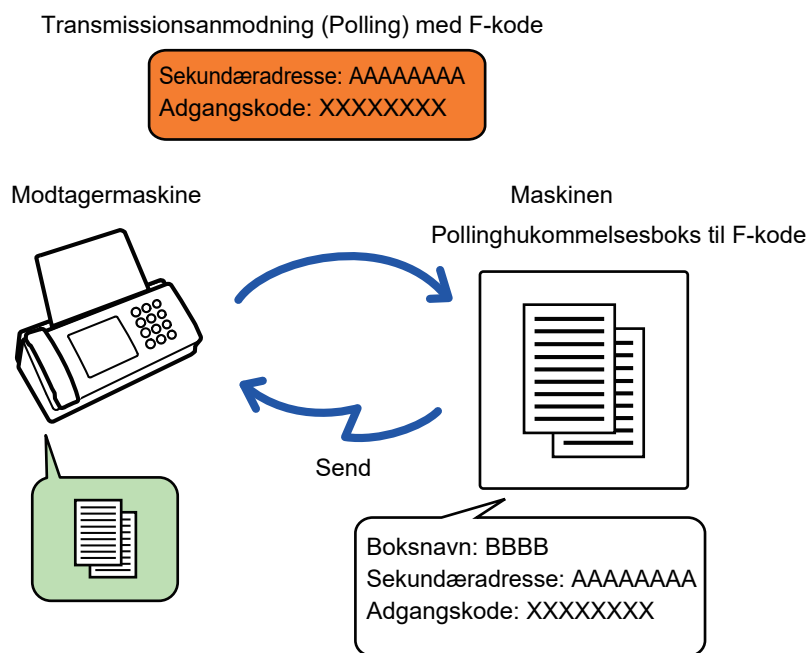 Transmissionsanmodning (Polling) med F-kode
Sekundæradresse: AAAAAAAA
Adgangskode: XXXXXXXX
Modtagermaskine
Maskinen
Pollinghukommelsesboks til F-kode
Send
Boksnavn: BBBB
Sekundæradresse: AAAAAAAA
Adgangskode: XXXXXXXX